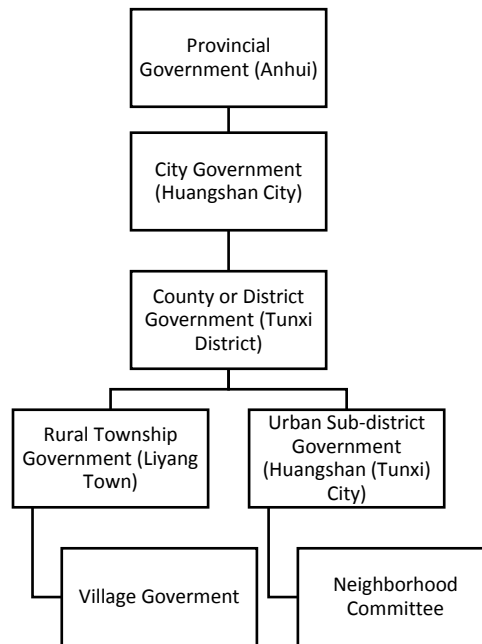 Provincial
Government (Anhui)
City Government
(Huangshan City)
County or District
Government (Tunxi
District)
Rural Township
Government (Liyang
Town)
Urban Sub-district
Government
(Huangshan (Tunxi)
City)
Village Goverment
Neighborhood
Committee